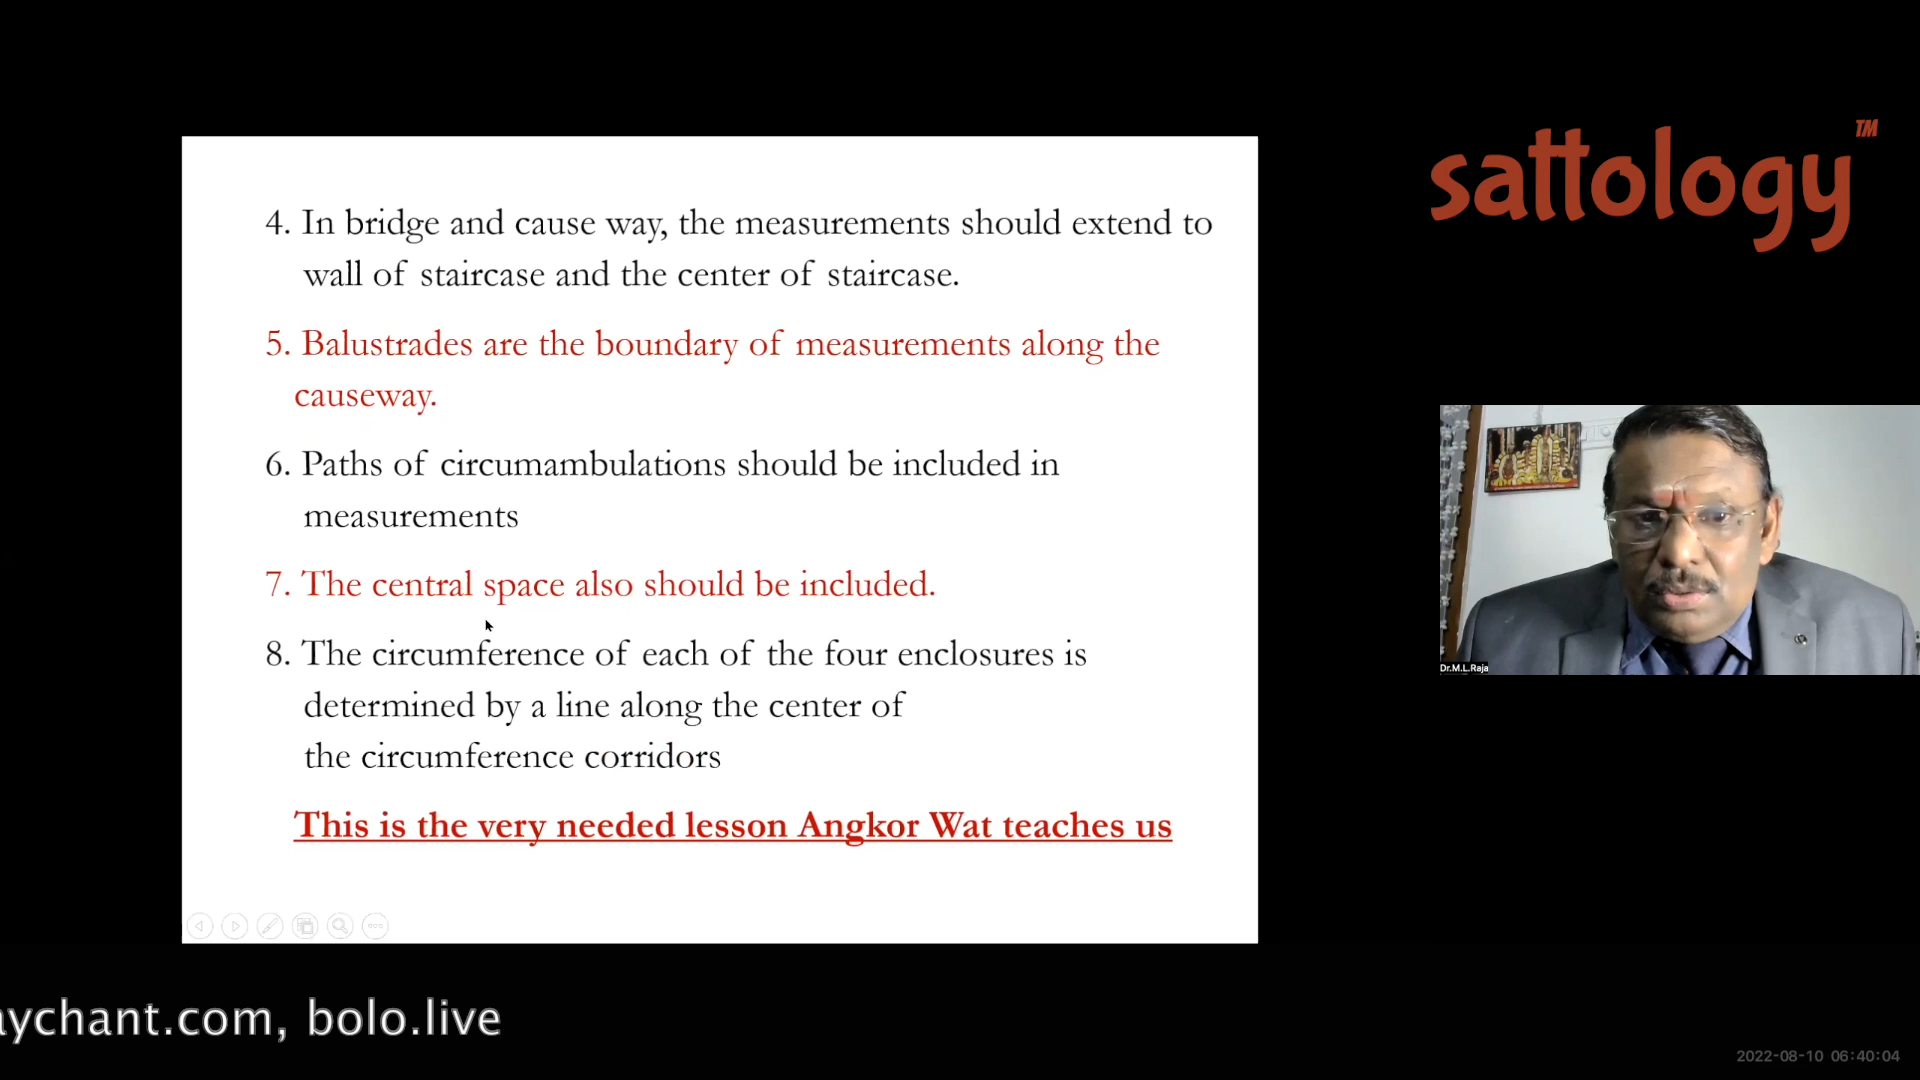 sattology TM
4. In bridge and cause way, the measurements should extend to
wall of staircase and the center of staircase.
5. Balustrades are the boundary of measurements along the
causeway.
6. Paths of circumambulations should be included in
measurements
7. The central space also should be included.
8. The circumference of each of the four enclosures is
determined by a line along the center of
the circumference corridors
This is the very needed lesson Angkor Wat teaches us
Dr.M.L.Raja
aychant.com, bolo.live
2022-08-10 06:40:04